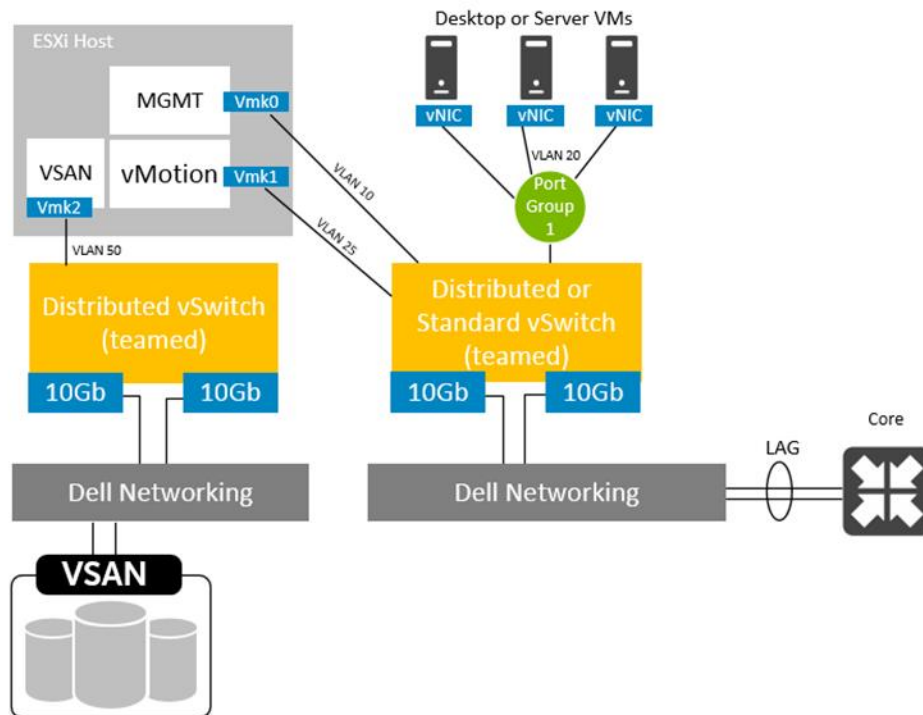 Desktop or Server VMs
ESXi Host
MGMT
Vmk0
vNIC
vNIC
vNIC
VSAN
vMotion
Vmk1
VLAN 10
VLAN 20
Vmk2
Port
Group
1
VLAN 50
VLAN 25
Distributed vSwitch
(teamed)
Distributed or
Standard vSwitch
(teamed)
10Gb
10Gb
10Gb
10Gb
Core
LAG
Dell Networking
Dell Networking
VSAN